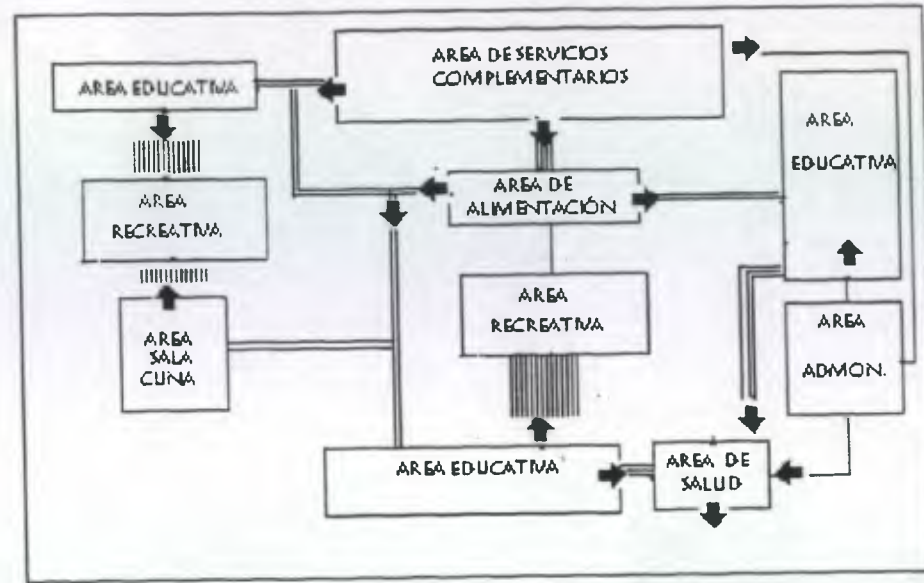 AREA DE SERVICIOS
COMPLEMENTARIOS
AREA EDUCATIVA
AREA
EDUCATIVA
AREA DE
ALIMENTACIÓN
AREA
RECREATIVA
AREA
RECREATIVA
AREA
SALA
CUNA
AREA
ADMON.
AREA EDUCATIVA
AREA DE
SALUD